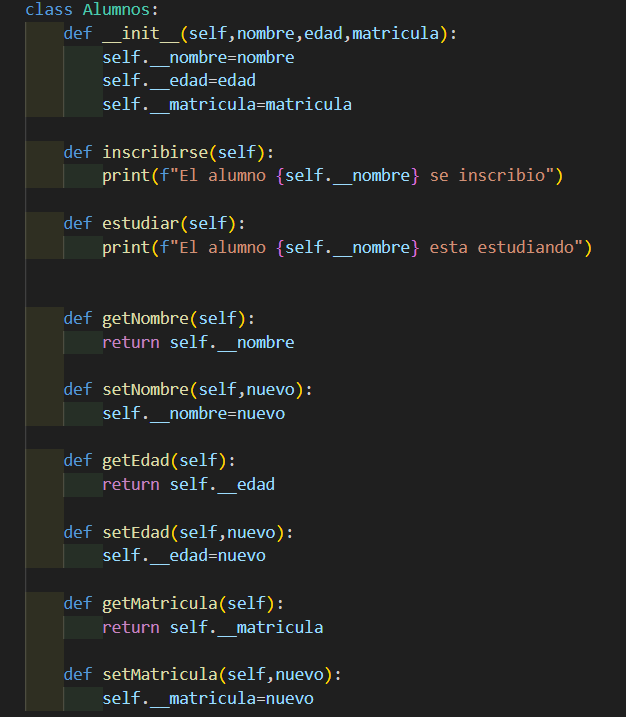 class Alumnos:
def __init__(self,nombre,edad,matricula):
self.__nombre=nombre
self.__edad=edad
self.__matricula=matricula
def inscribirse(self):
print(f"El alumno {self.__nombre} se inscribio")
def estudiar(self):
print(f"El alumno {self.__nombre} esta estudiando")
def getNombre(self):
return self.__nombre
def setNombre(self,nuevo):
self.__nombre=nuevo
def getEdad(self):
return self.__edad
def setEdad(self,nuevo):
self.__edad=nuevo
def getMatricula(self):
return self.__matricula
def setMatricula(self,nuevo):
self.__matricula=nuevo